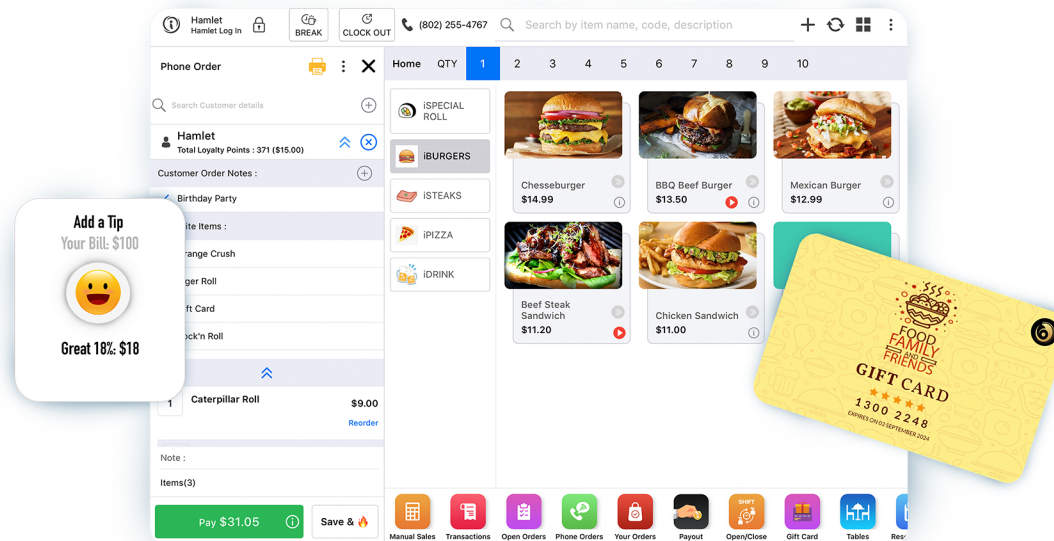 Hamlet
Hamlet Log In
BREAK
CLOCK OUT
(802) 255-4767
Search by item name, code, description
Phone Order
Home
QTY
1
2
3
4
5
6
7
8
9
10
Search Customer details
Hamlet
Total Loyalty Points : 371 ($15.00)
Customer Order Notes :
Birthday Party
ite Items :
range Crush
ger Roll
ft Card
ock'n Roll
1
Caterpillar Roll
$9.00
Reorder
Note :
Items(3)
Pay $31.05
Save &
Add a Tip
Your Bill: $100
Great 18%: $18
iSPECIAL
ROLL
iBURGERS
iSTEAKS
iPIZZA
iDRINK
Chesseburger
$14.99
BBQ Beef Burger
$13.50
Mexican Burger
$12.99
Beef Steak
Sandwich
$11.20
Chicken Sandwich
$11.00
FOOD
FAMILY
AND
FRIENDS
GIFT CARD
1300 2248
EXPIRES ON 02 SEPTEMBER 2024
Manual Sales
Transactions
Open Orders
Phone Orders
Your Orders
Payout
SHIFT
Open/Close
Gift Card
Tables
Res